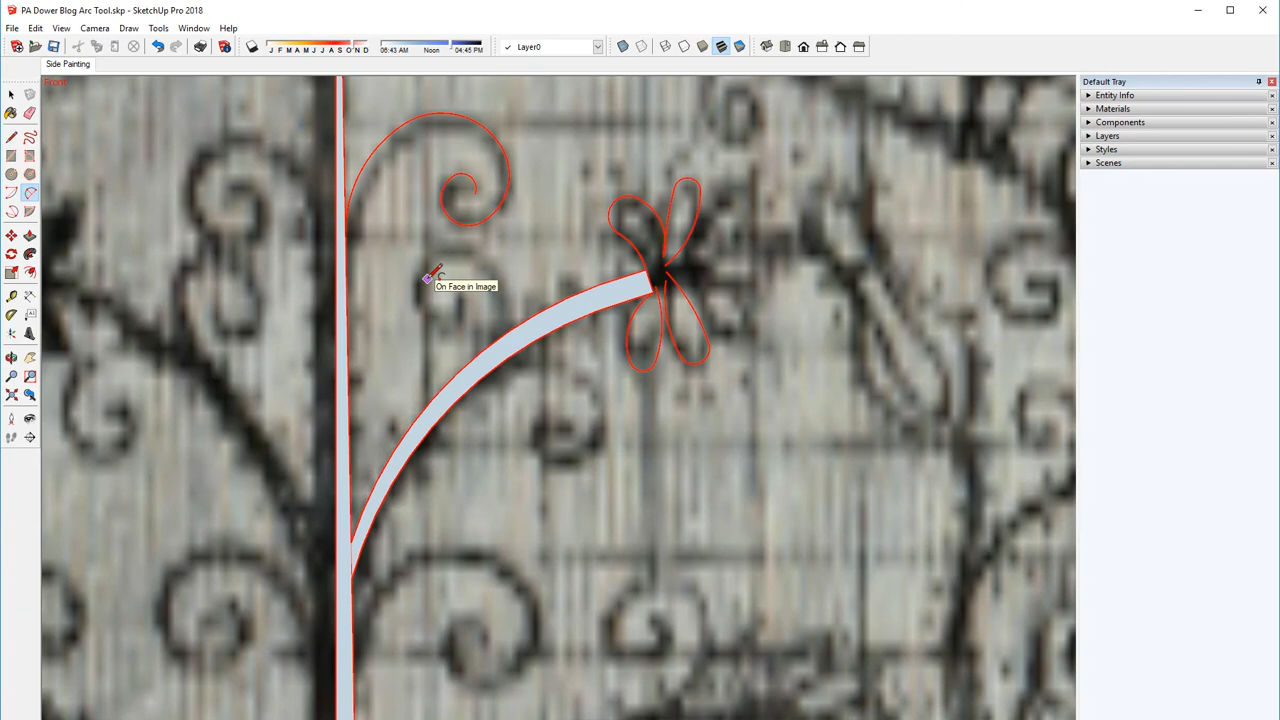 PA Dower Blog Arc Tool.skp - SketchUp Pro 2018
File Edit View Camera Draw Tools Window Help
J F M A M J J A S O N D 06:43 AM Noon 04:45 PM Layer0
Side Painting
Front
Default Tray
Entity Info
Materials
Components
Layers
Styles
Scenes
On Face in Image